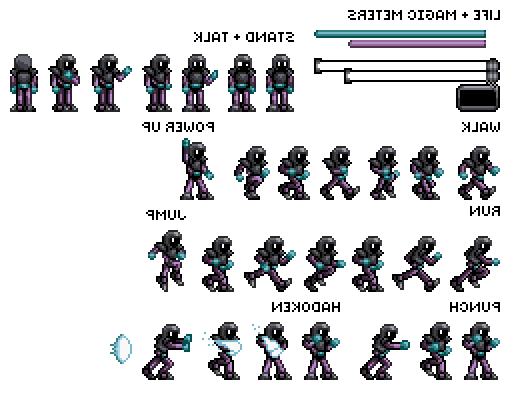 LIFE + MAGIC METERS
STAND + TALK
POWER UP
WALK
JUMP
RUN
HADOKEN
PUNCH